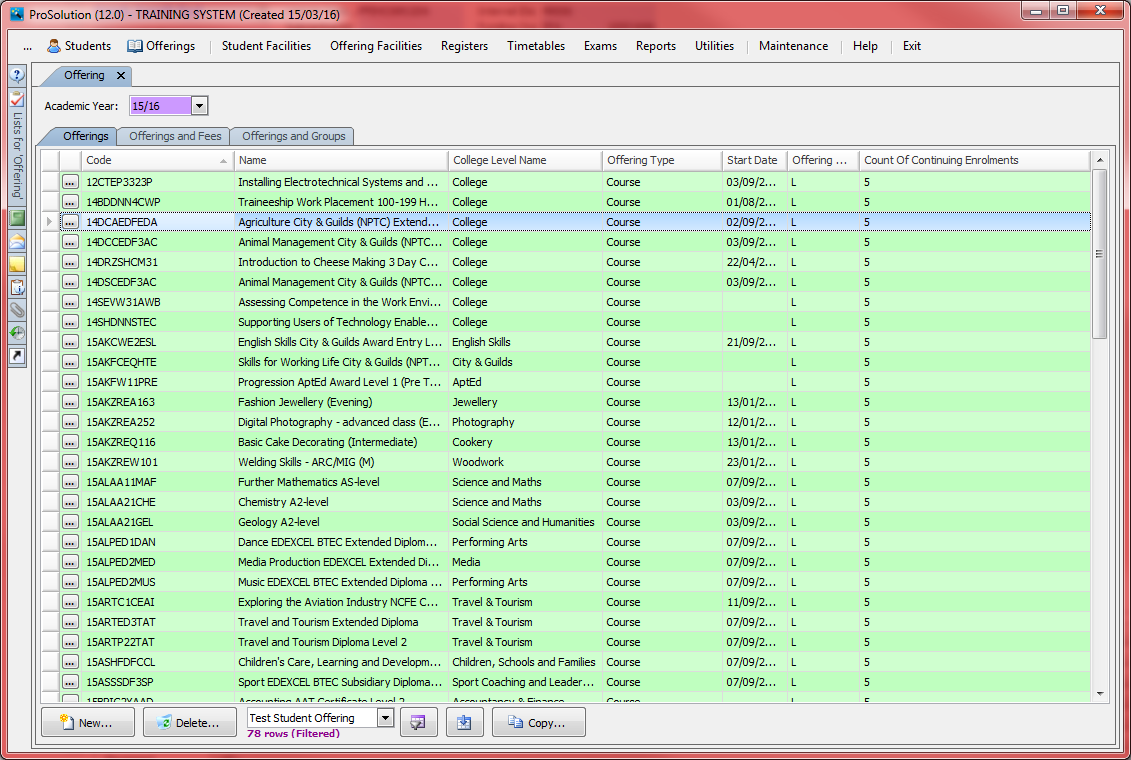 ProSolution (12.0) - TRAINING SYSTEM (Created 15/03/16)
... Students Offerings Student Facilities Offering Facilities Registers Timetables Exams Reports Utilities Maintenance Help Exit
Offering
Academic Year: 15/16
Lists for 'Offering'
Offerings Offerings and Fees Offerings and Groups
Code Name College Level Name Offering Type Start Date Offering ... Count Of Continuing Enrolments
... 12CTEP3323P Installing Electrotechnical Systems and ... College Course 03/09/2... L 5
... 14BDDNN4CWP Traineeship Work Placement 100-199 H... College Course 01/08/2... L 5
... 14DCAEDFEDA Agriculture City & Guilds (NPTC) Extend... College Course 02/09/2... L 5
... 14DCCEDF3AC Animal Management City & Guilds (NPTC... College Course 03/09/2... L 5
... 14DRZSHCM31 Introduction to Cheese Making 3 Day C... College Course 22/04/2... L 5
... 14DSCEDF3AC Animal Management City & Guilds (NPTC... College Course 03/09/2... L 5
... 14SEVW31AWB Assessing Competence in the Work Envi... College Course L 5
... 14SHDNNSTEC Supporting Users of Technology Enable... College Course L 5
... 15AKCWE2ESL English Skills City & Guilds Award Entry L... English Skills Course 21/09/2... L 5
... 15AKFCEQHTE Skills for Working Life City & Guilds (NPT... City & Guilds Course L 5
... 15AKFW11PRE Progression AptEd Award Level 1 (Pre T... AptEd Course L 5
... 15AKZREA163 Fashion Jewellery (Evening) Jewellery Course 13/01/2... L 5
... 15AKZREA252 Digital Photography - advanced class (E... Photography Course 12/01/2... L 5
... 15AKZREQ116 Basic Cake Decorating (Intermediate) Cookery Course 13/01/2... L 5
... 15AKZREW101 Welding Skills - ARC/MIG (M) Woodwork Course 23/01/2... L 5
... 15ALAA11MAF Further Mathematics AS-level Science and Maths Course 07/09/2... L 5
... 15ALAA21CHE Chemistry A2-level Science and Maths Course 03/09/2... L 5
... 15ALAA21GEL Geology A2-level Social Science and Humanities Course 03/09/2... L 5
... 15ALPED1DAN Dance EDEXCEL BTEC Extended Diplom... Performing Arts Course 07/09/2... L 5
... 15ALPED2MED Media Production EDEXCEL Extended Di... Media Course 07/09/2... L 5
... 15ALPED2MUS Music EDEXCEL BTEC Extended Diploma ... Performing Arts Course 07/09/2... L 5
... 15ARTC1CEAI Exploring the Aviation Industry NCFE C... Travel & Tourism Course 11/09/2... L 5
... 15ARTED3TAT Travel and Tourism Extended Diploma Travel & Tourism Course 07/09/2... L 5
... 15ARTP22TAT Travel and Tourism Diploma Level 2 Travel & Tourism Course 07/09/2... L 5
... 15ASHFDFCCL Children's Care, Learning and Developm... Children, Schools and Families Course 07/09/2... L 5
... 15ASSSDF3SP Sport EDEXCEL BTEC Subsidiary Diploma... Sport Coaching and Leader... Course 07/09/2... L 5
Accounting AAT Certificate Level 2 Accountancy & Finance
New... Delete... Test Student Offering Copy...
78 rows (Filtered)